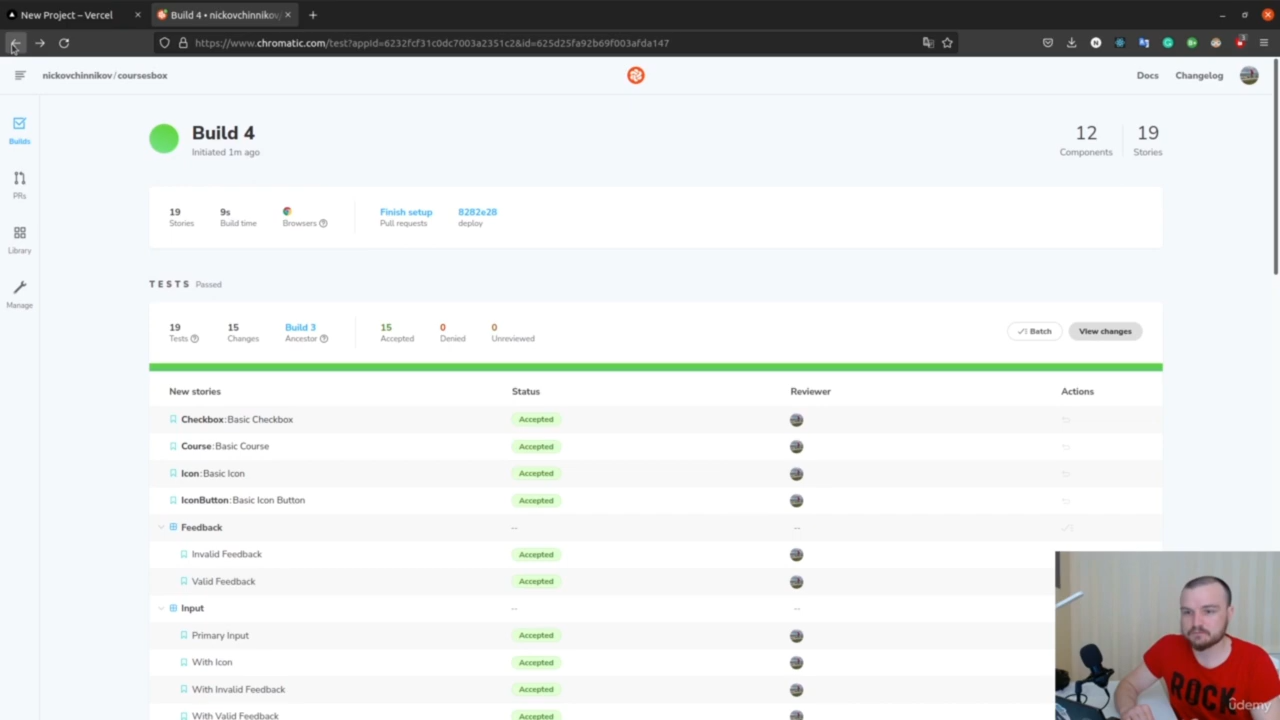 New Project – Vercel
Build 4 • nickovchinnikov/
https://www.chromatic.com/test?appId=6232fcf31c0dc7003a2351c2&id=625d25fa92b69f003afda147
nickovchinnikov / coursesbox
Docs Changelog
Builds
PRs
Library
Manage
Build 4
Initiated 1m ago
12 19
Components Stories
19 9s Finish setup 8282e28
Stories Build time Browsers Pull requests deploy
TESTS Passed
19 15 Build 3 15 0 0
Tests Changes Ancestor Accepted Denied Unreviewed
Batch View changes
New stories Status Reviewer Actions
Checkbox: Basic Checkbox Accepted
Course: Basic Course Accepted
Icon: Basic Icon Accepted
IconButton: Basic Icon Button Accepted
Feedback -- --
Invalid Feedback Accepted
Valid Feedback Accepted
Input -- --
Primary Input Accepted
With Icon Accepted
With Invalid Feedback Accepted
With Valid Feedback Accepted
ROCK
udemy